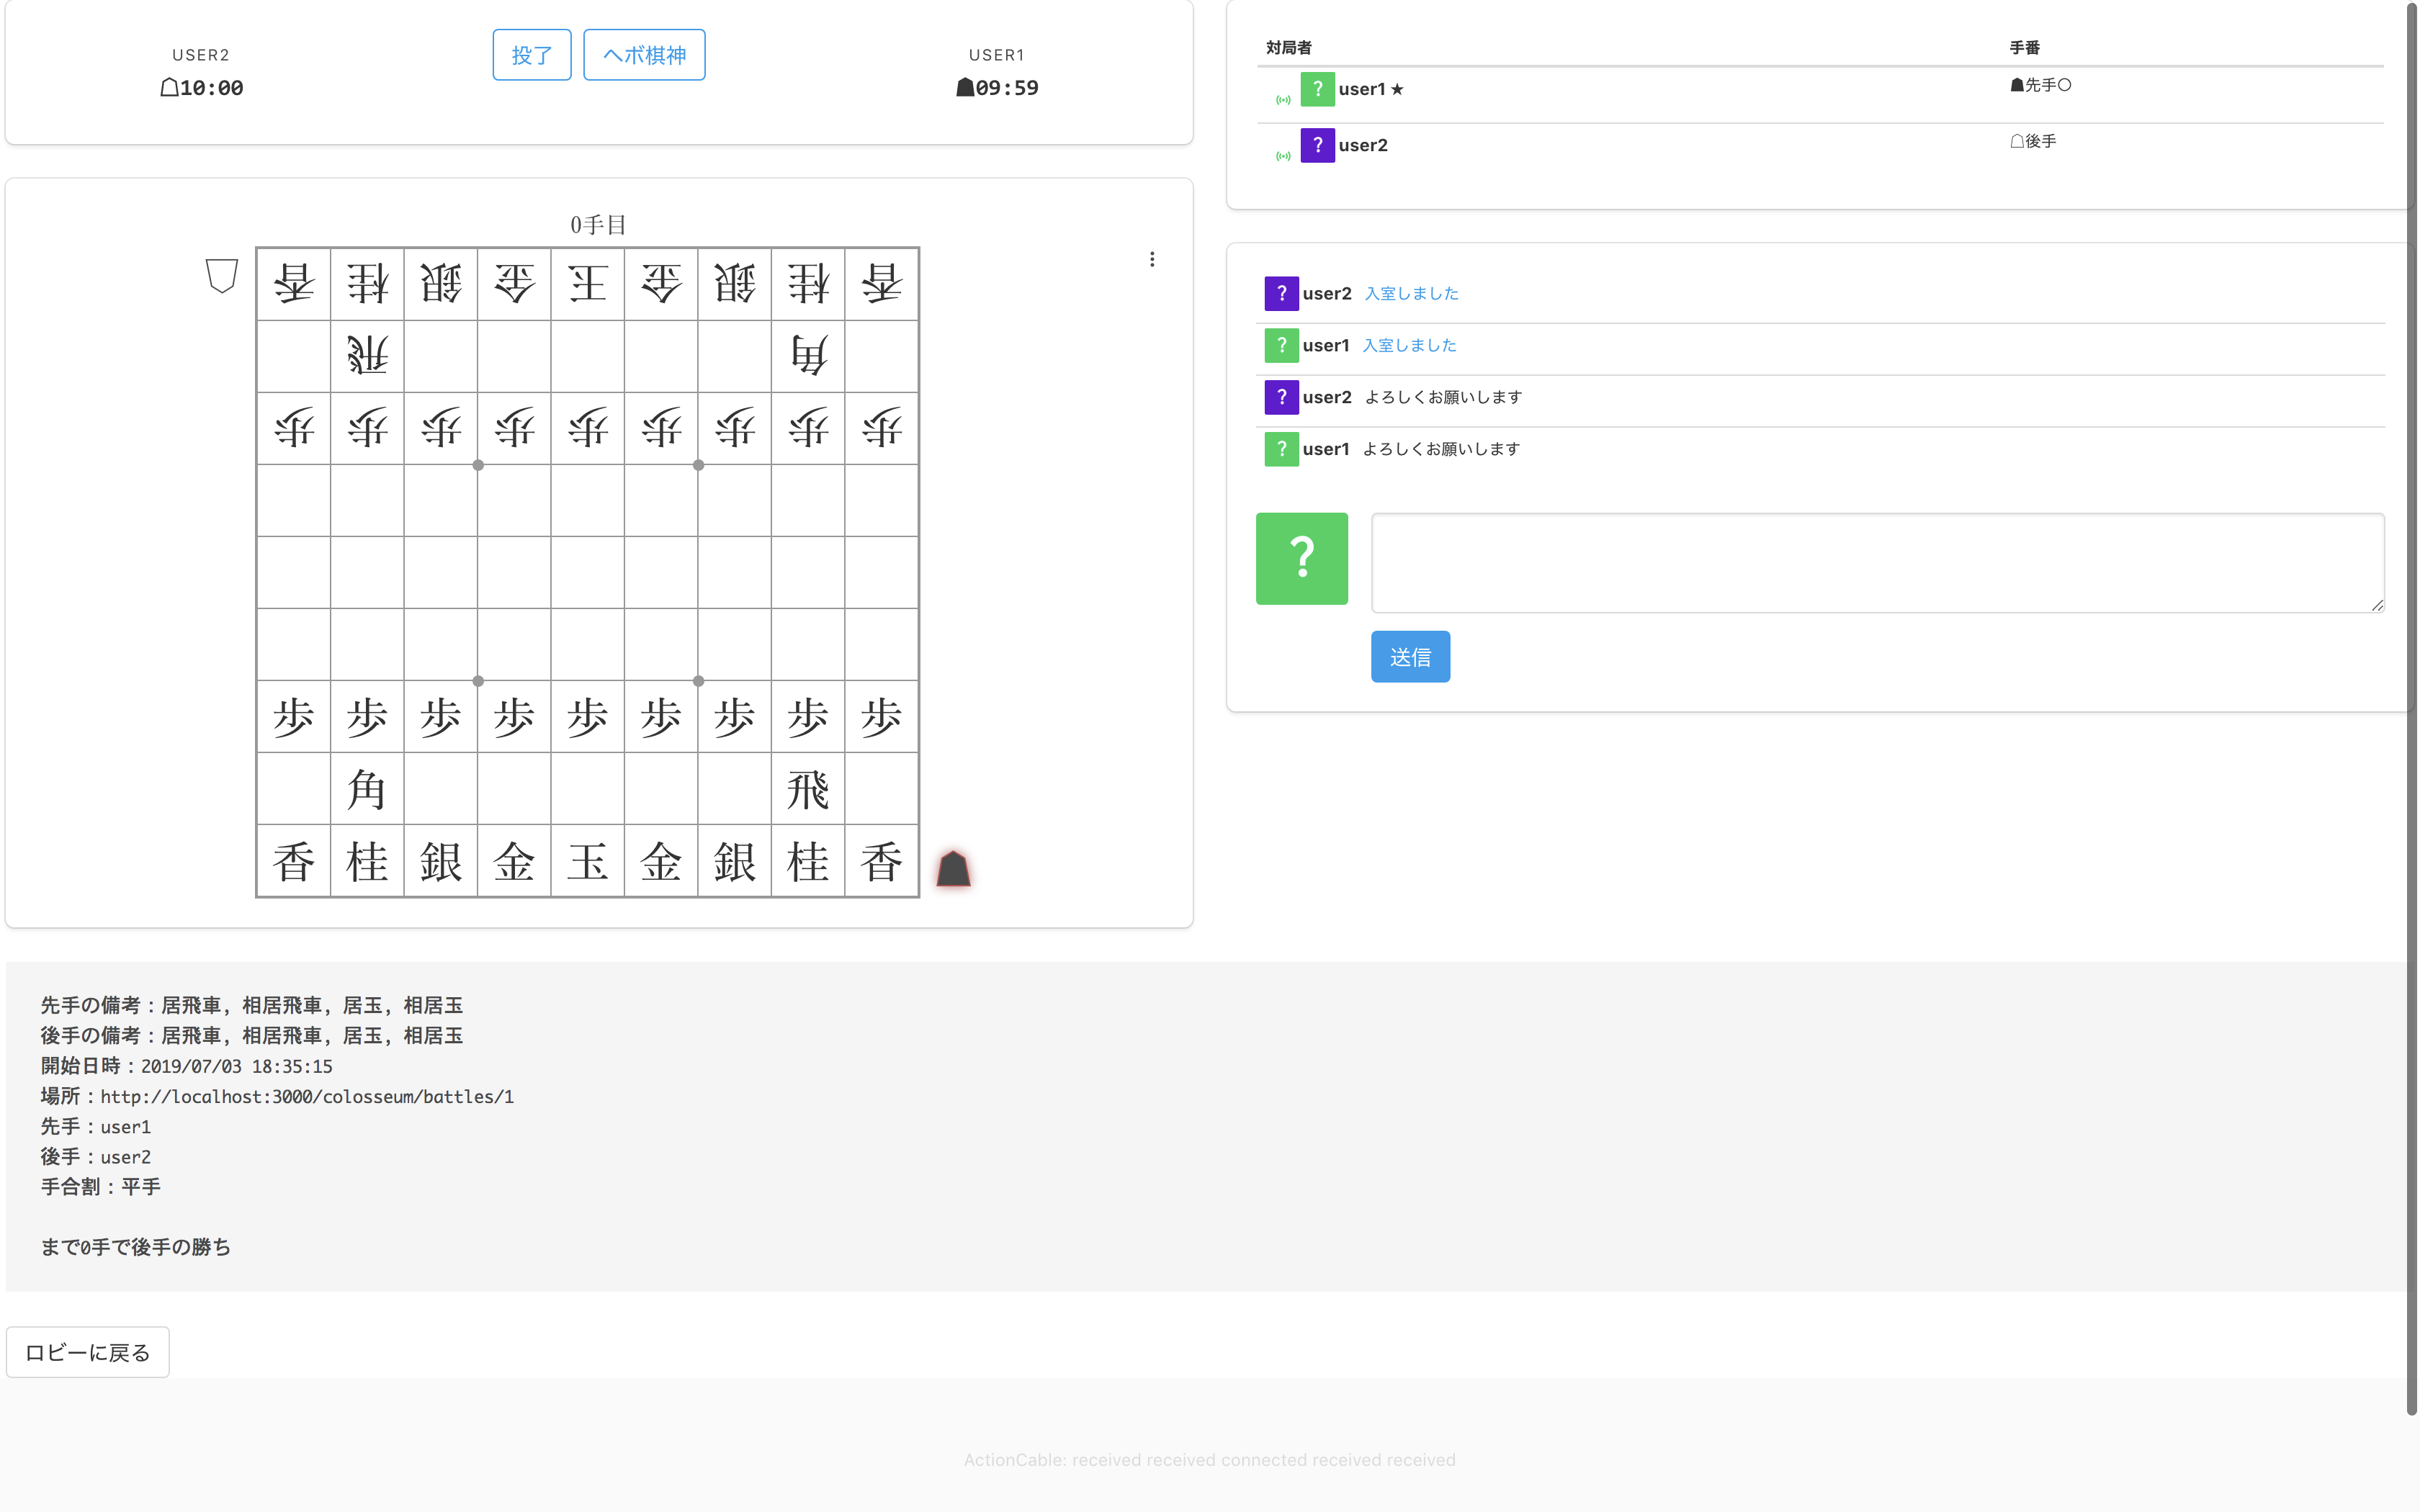 USER2
10:00
投了
ヘボ棋神
USER1
09:59
0手目
香桂銀金玉金銀桂香
飛角
歩歩歩歩歩歩歩歩歩
歩歩歩歩歩歩歩歩歩
角飛
香桂銀金玉金銀桂香
先手の備考：居飛車, 相居飛車, 居玉, 相居玉
後手の備考：居飛車, 相居飛車, 居玉, 相居玉
開始日時：2019/07/03 18:35:15
場所：http://localhost:3000/colosseum/battles/1
先手：user1
後手：user2
手合割：平手
まで0手で後手の勝ち
ロビーに戻る
対局者 手番
? user1 ★ 先手○
? user2 後手
? user2 入室しました
? user1 入室しました
? user2 よろしくお願いします
? user1 よろしくお願いします
?
送信
ActionCable: received received connected received received